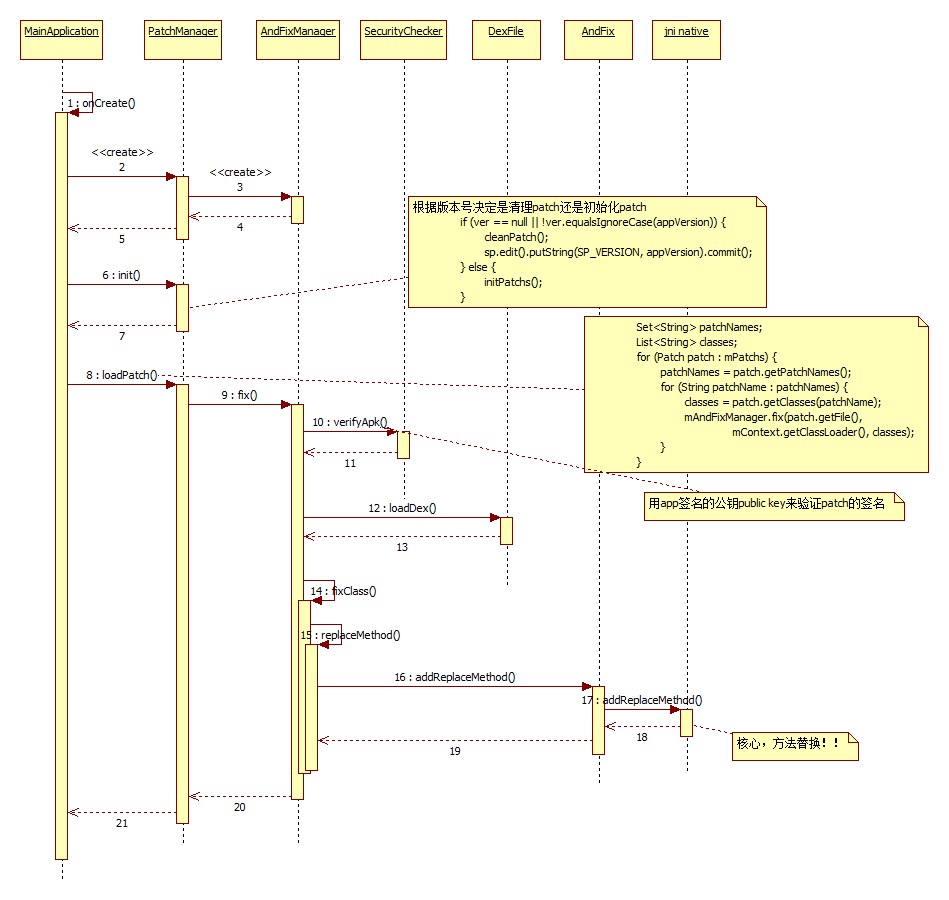 MainApplication
PatchManager
AndFixManager
SecurityChecker
DexFile
AndFix
jni native
1 : onCreate()
<<create>>
2
<<create>>
3
4
5
根据版本号决定是清理patch还是初始化patch
if (ver == null || !ver.equalsIgnoreCase(appVersion)) {
cleanPatch();
sp.edit().putString(SP_VERSION, appVersion).commit();
} else {
initPatchs();
}
6 : init()
7
Set<String> patchNames;
List<String> classes;
for (Patch patch : mPatchs) {
patchNames = patch.getPatchNames();
for (String patchName : patchNames) {
classes = patch.getClasses(patchName);
mAndFixManager.fix(patch.getFile(),
mContext.getClassLoader(), classes);
}
}
8 : loadPatch()
9 : fix()
10 : verifyApk()
11
用app签名的公钥public key来验证patch的签名
12 : loadDex()
13
14 : fixClass()
15 : replaceMethod()
16 : addReplaceMethod()
17 : addReplaceMethod()
18
19
核心，方法替换！！
20
21